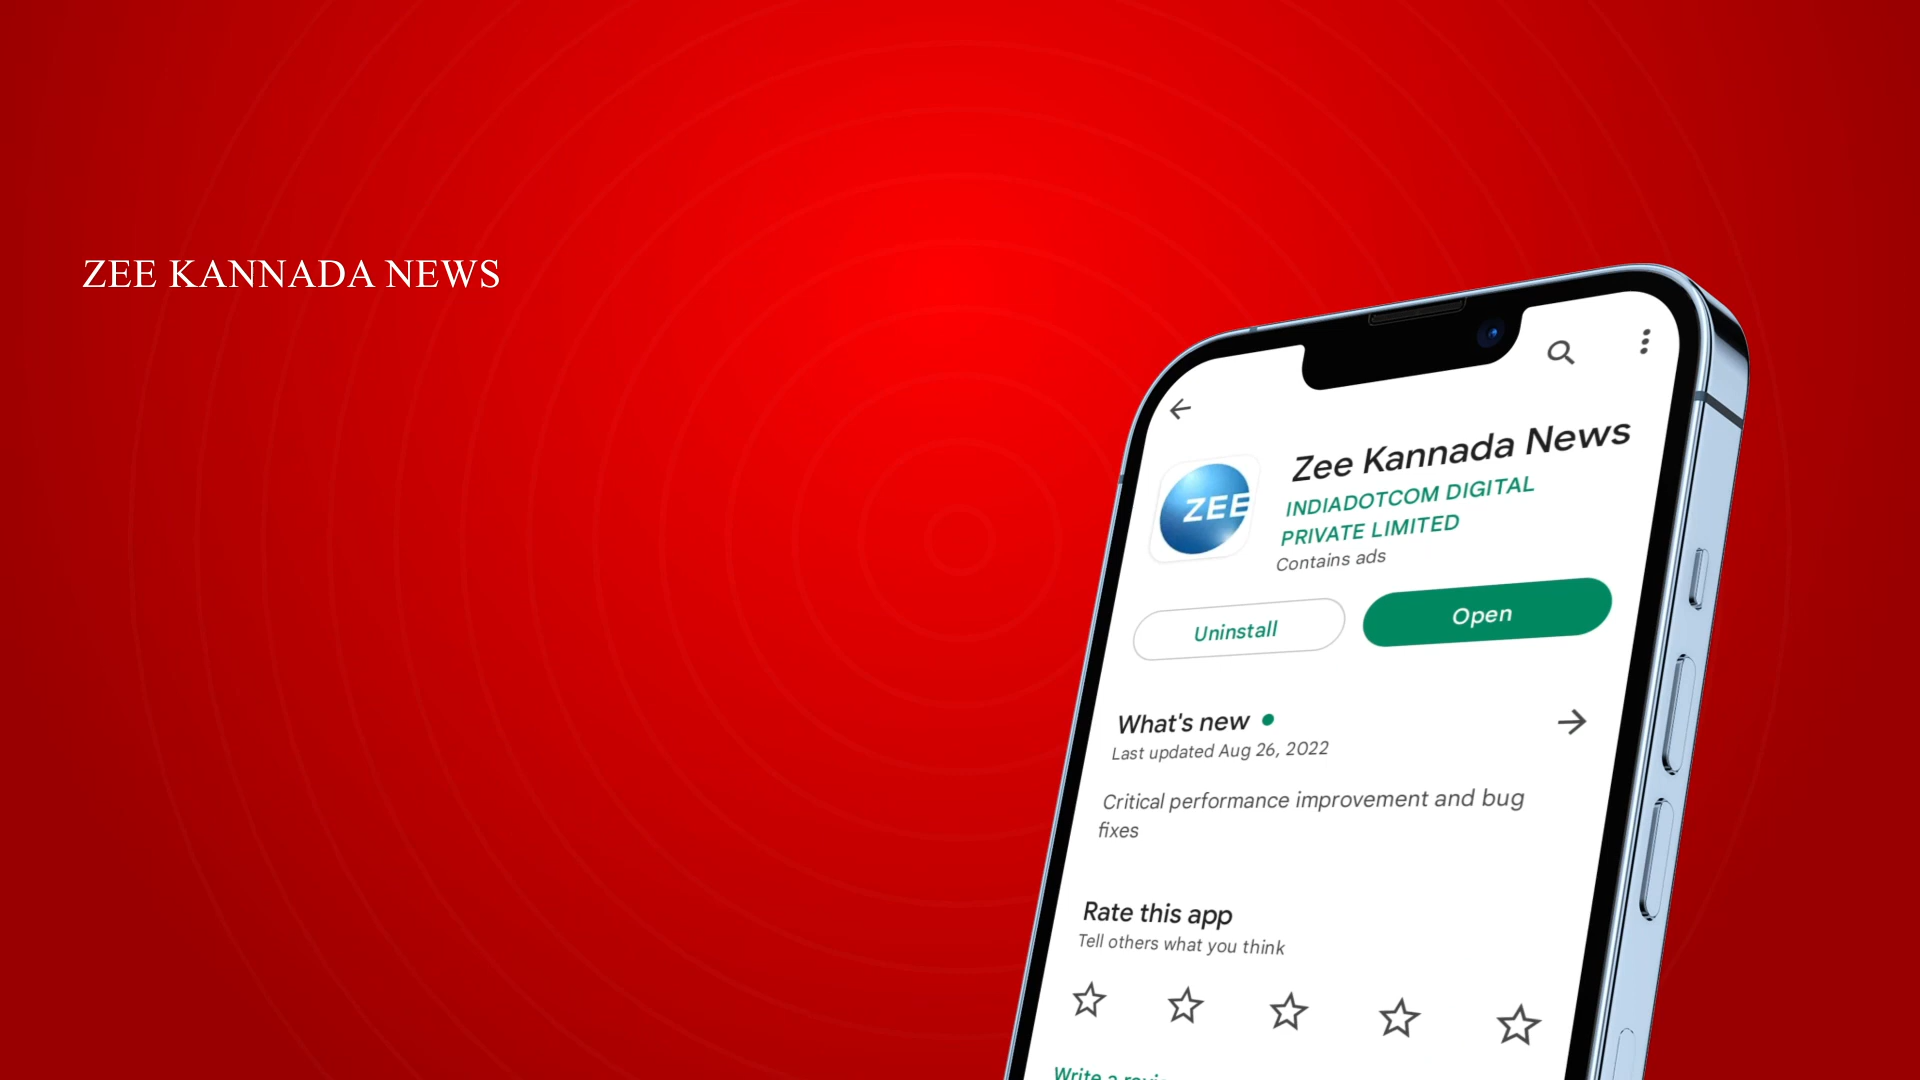 ZEE KANNADA NEWS
Zee Kannada News
ZEE
INDIADOTCOM DIGITAL
PRIVATE LIMITED
Contains ads
Uninstall
Open
What's new
Last updated Aug 26, 2022
Critical performance improvement and bug
fixes
Rate this app
Tell others what you think
Write a